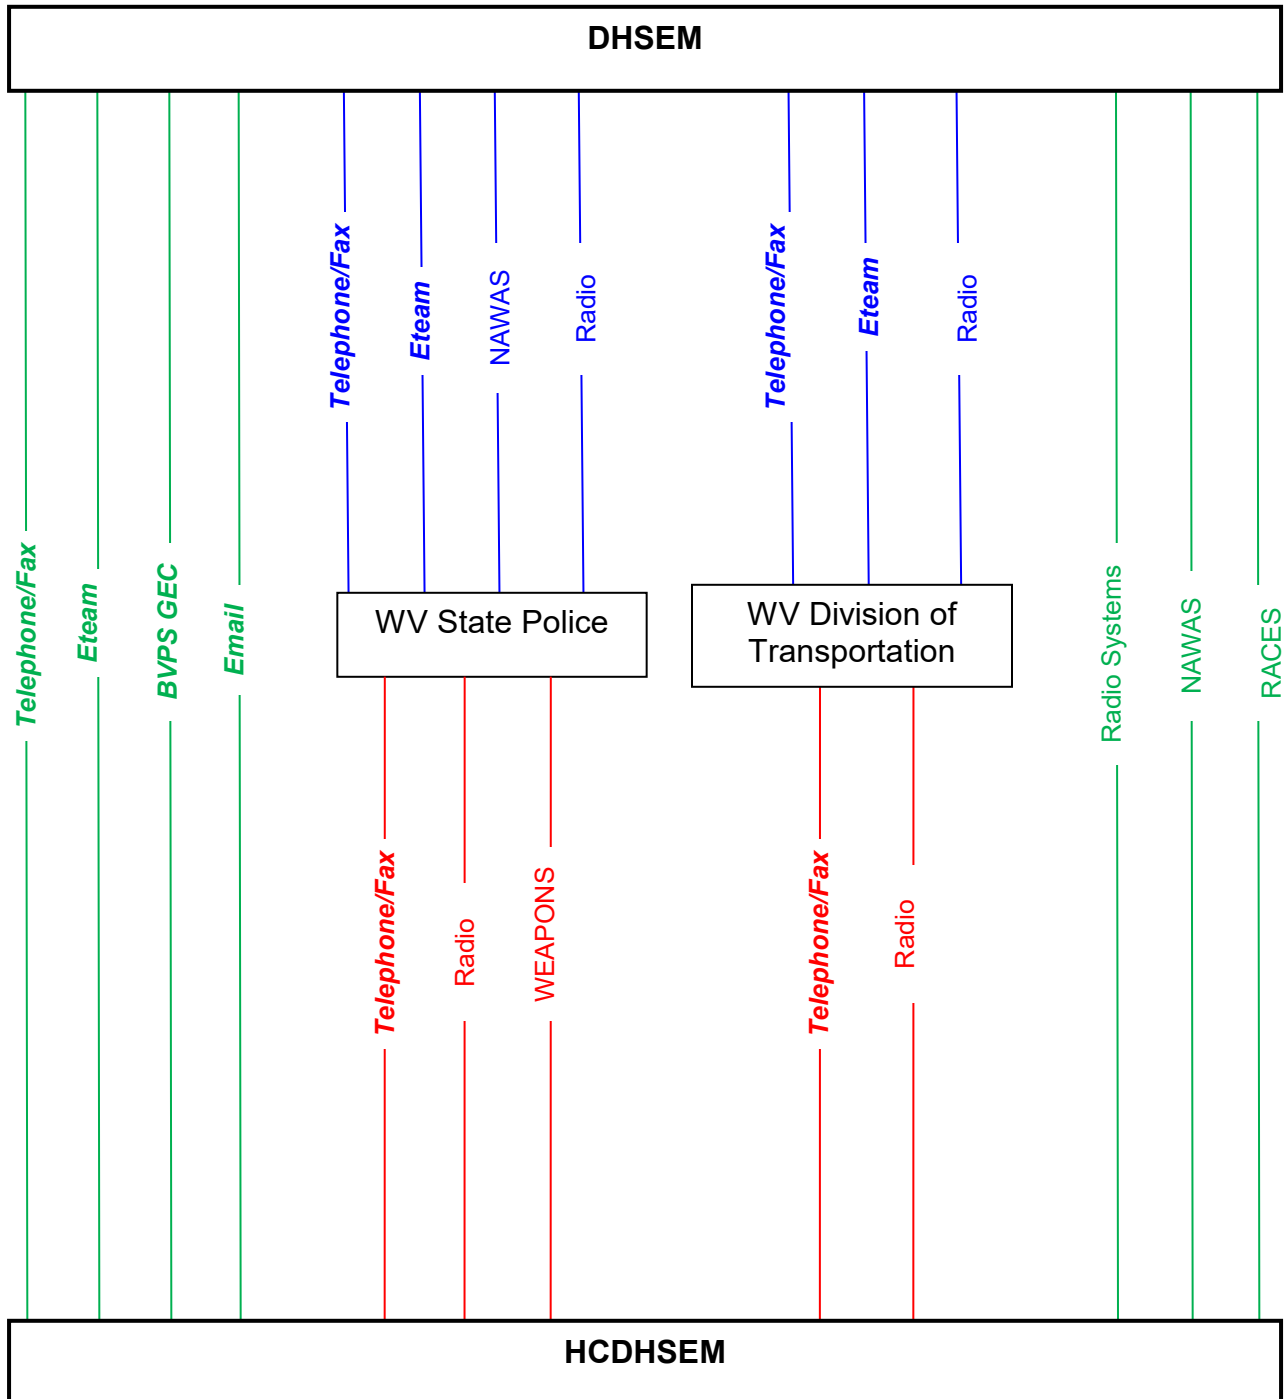 DHSEM
Telephone/Fax
Eteam
BVPS GEC
Email
Telephone/Fax
Eteam
NAWAS
Radio
Telephone/Fax
Eteam
Radio
Radio Systems
NAWAS
RACES
WV State Police
WV Division of
Transportation
Telephone/Fax
Radio
WEAPONS
Telephone/Fax
Radio
HCDHSEM